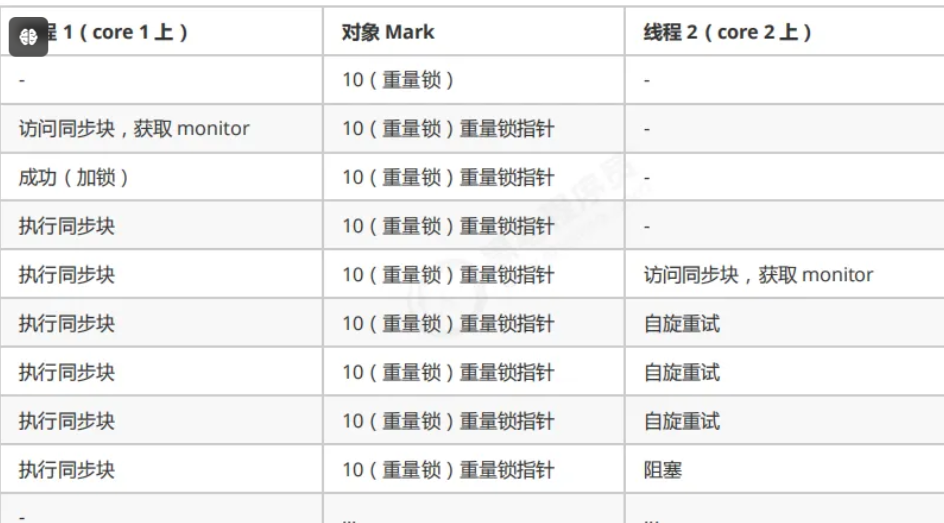 程 1（core 1上） 对象 Mark 线程 2（core 2上）
- 10（重量锁） -
访问同步块，获取 monitor 10（重量锁）重量锁指针 -
成功（加锁） 10（重量锁）重量锁指针 -
执行同步块 10（重量锁）重量锁指针 -
执行同步块 10（重量锁）重量锁指针 访问同步块，获取 monitor
执行同步块 10（重量锁）重量锁指针 自旋重试
执行同步块 10（重量锁）重量锁指针 自旋重试
执行同步块 10（重量锁）重量锁指针 自旋重试
执行同步块 10（重量锁）重量锁指针 阻塞
- ... ...